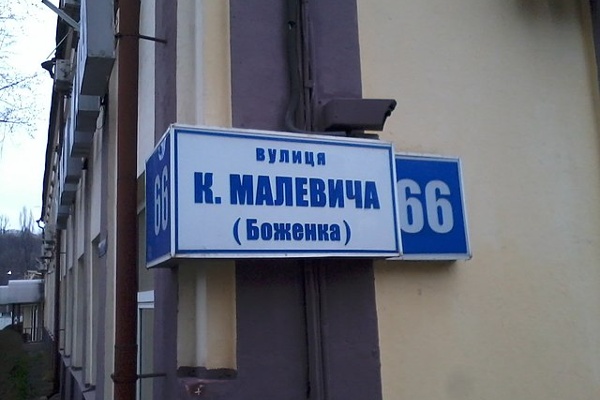 66
вулиця
К. МАЛЕВИЧА
(Боженка)
66